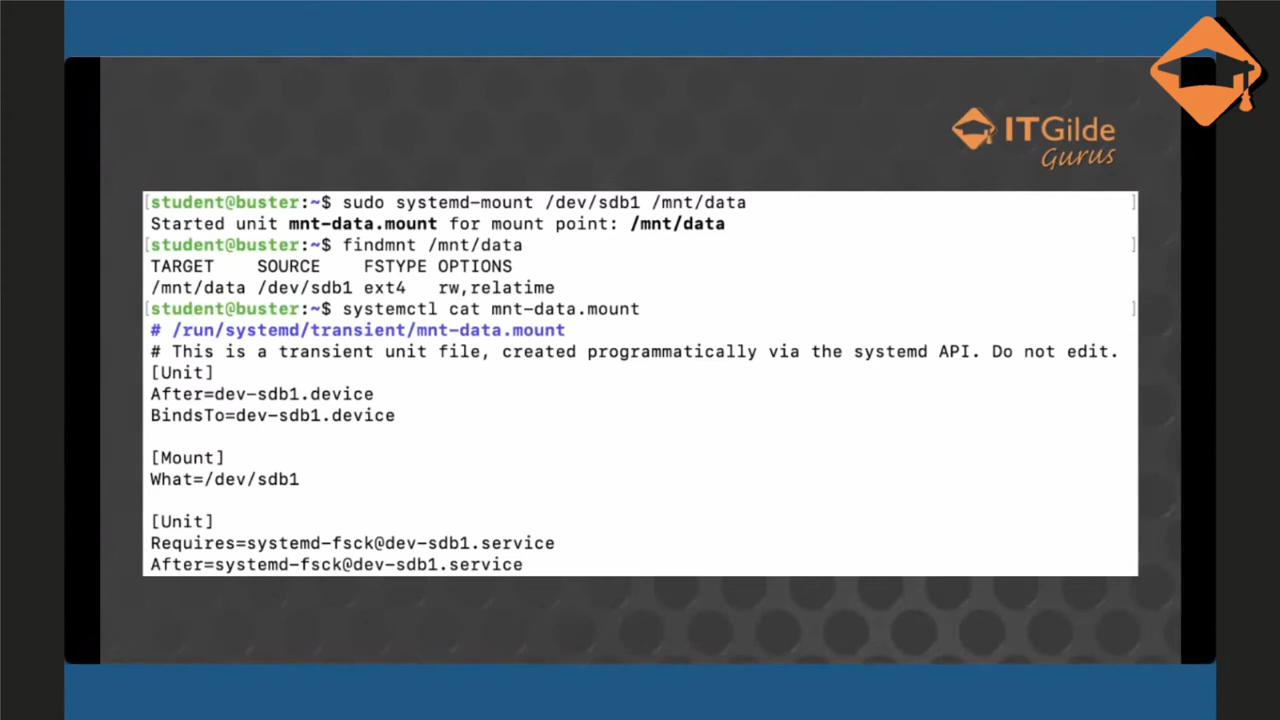 ITGilde
Gurus
[student@buster:~$ sudo systemd-mount /dev/sdb1 /mnt/data ]
Started unit mnt-data.mount for mount point: /mnt/data
[student@buster:~$ findmnt /mnt/data ]
TARGET SOURCE FSTYPE OPTIONS
/mnt/data /dev/sdb1 ext4 rw,relatime
[student@buster:~$ systemctl cat mnt-data.mount ]
# /run/systemd/transient/mnt-data.mount
# This is a transient unit file, created programmatically via the systemd API. Do not edit.
[Unit]
After=dev-sdb1.device
BindsTo=dev-sdb1.device
[Mount]
What=/dev/sdb1
[Unit]
Requires=systemd-fsck@dev-sdb1.service
After=systemd-fsck@dev-sdb1.service